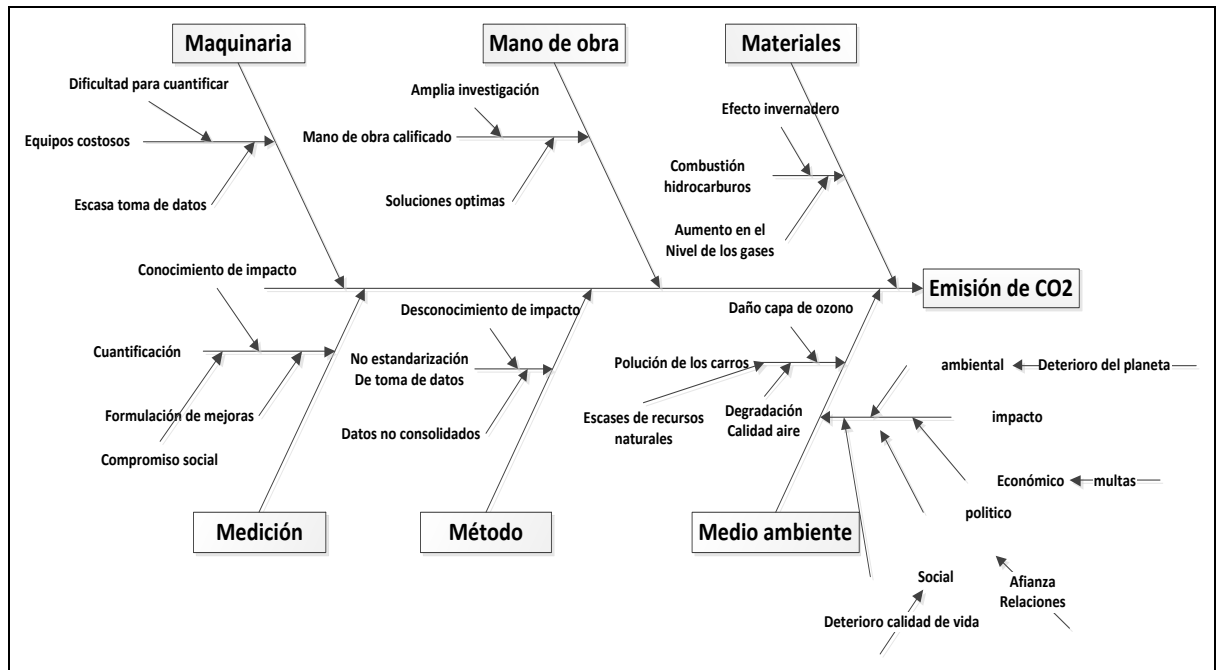 Maquinaria
Mano de obra
Materiales
Dificultad para cuantificar
Amplia investigación
Efecto invernadero
Equipos costosos
Mano de obra calificado
Combustión
hidrocarburos
Escasa toma de datos
Soluciones optimas
Aumento en el
Nivel de los gases
Conocimiento de impacto
Emisión de CO2
Desconocimiento de impacto
Daño capa de ozono
Cuantificación
No estandarización
De toma de datos
Polución de los carros
ambiental
Deterioro del planeta
Formulación de mejoras
Datos no consolidados
Escases de recursos
naturales
Degradación
Calidad aire
impacto
Compromiso social
Económico
multas
politico
Medición
Método
Medio ambiente
Social
Afianza
Relaciones
Deterioro calidad de vida